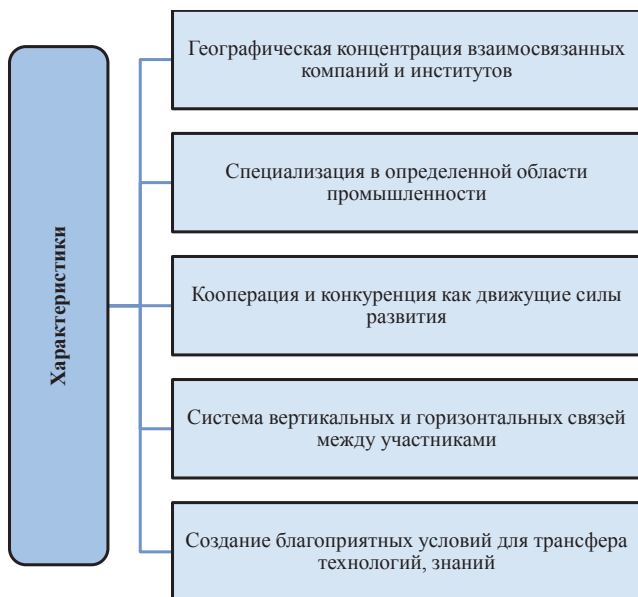 Характеристики
Географическая концентрация взаимосвязанных
компаний и институтов
Специализация в определенной области
промышленности
Кооперация и конкуренция как движущие силы
развития
Система вертикальных и горизонтальных связей
между участниками
Создание благоприятных условий для трансфера
технологий, знаний